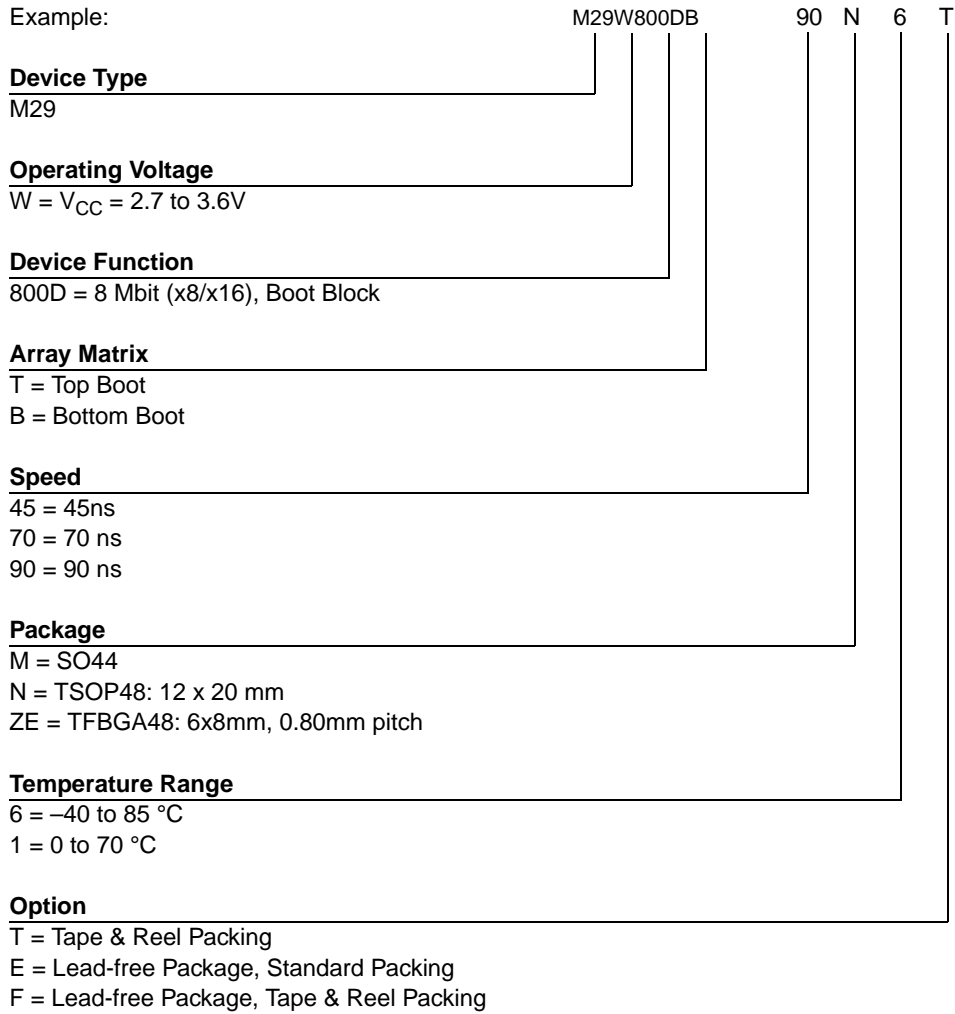 Example: M29W800DB 90 N 6 T
Device Type
M29
Operating Voltage
W = VCC = 2.7 to 3.6V
Device Function
800D = 8 Mbit (x8/x16), Boot Block
Array Matrix
T = Top Boot
B = Bottom Boot
Speed
45 = 45ns
70 = 70 ns
90 = 90 ns
Package
M = SO44
N = TSOP48: 12 x 20 mm
ZE = TFBGA48: 6x8mm, 0.80mm pitch
Temperature Range
6 = –40 to 85 °C
1 = 0 to 70 °C
Option
T = Tape & Reel Packing
E = Lead-free Package, Standard Packing
F = Lead-free Package, Tape & Reel Packing